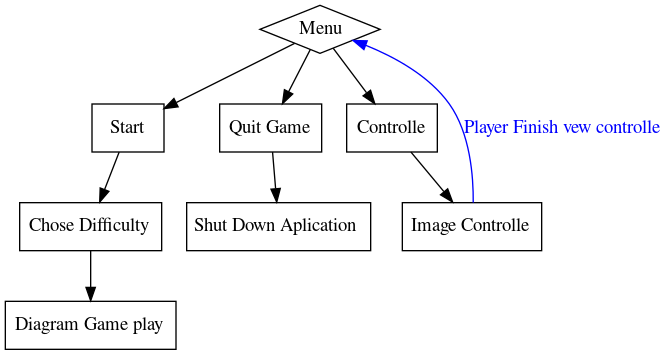 Menu
Start
Quit Game
Controlle
Player Finish vew controlle
Chose Difficulty
Shut Down Aplication
Image Controlle
Diagram Game play